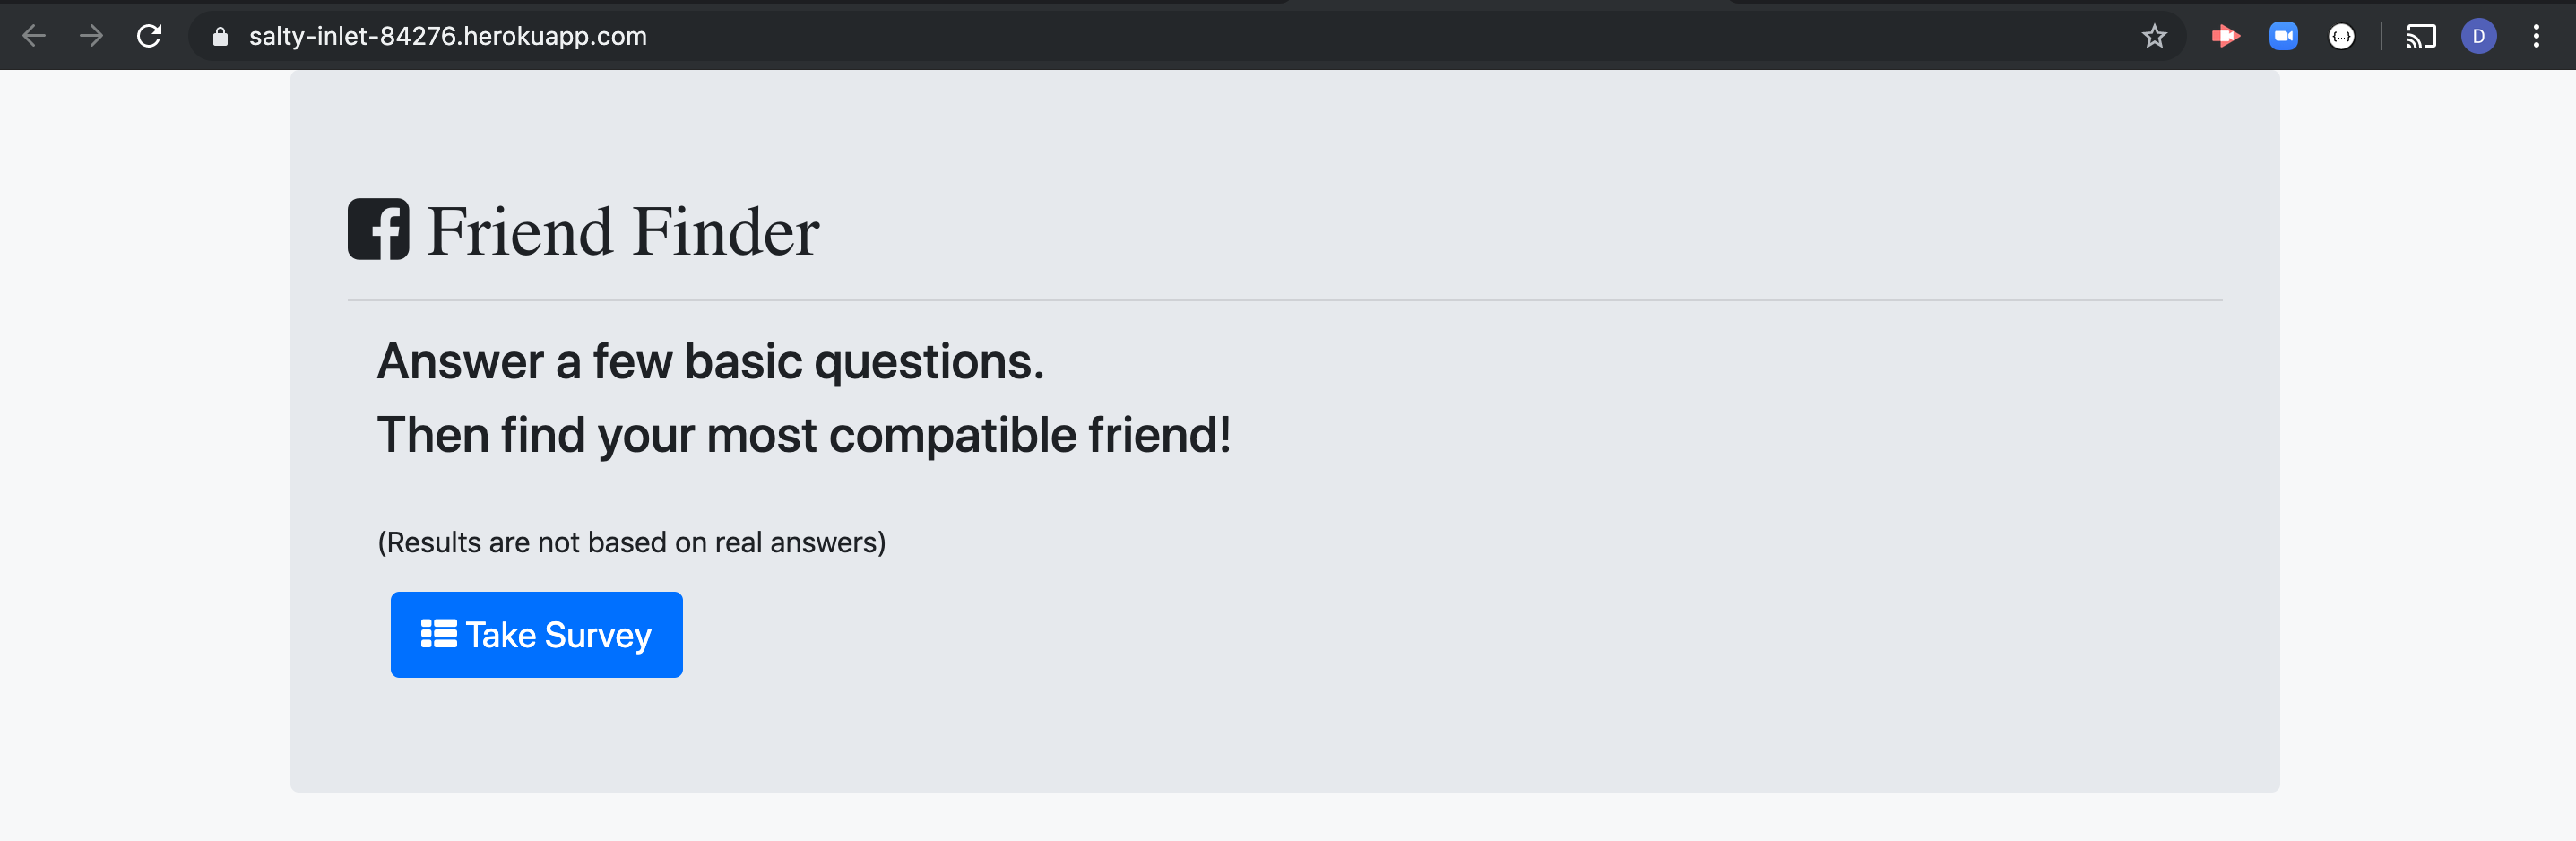 salty-inlet-84276.herokuapp.com
D
Friend Finder
Answer a few basic questions.
Then find your most compatible friend!
(Results are not based on real answers)
Take Survey